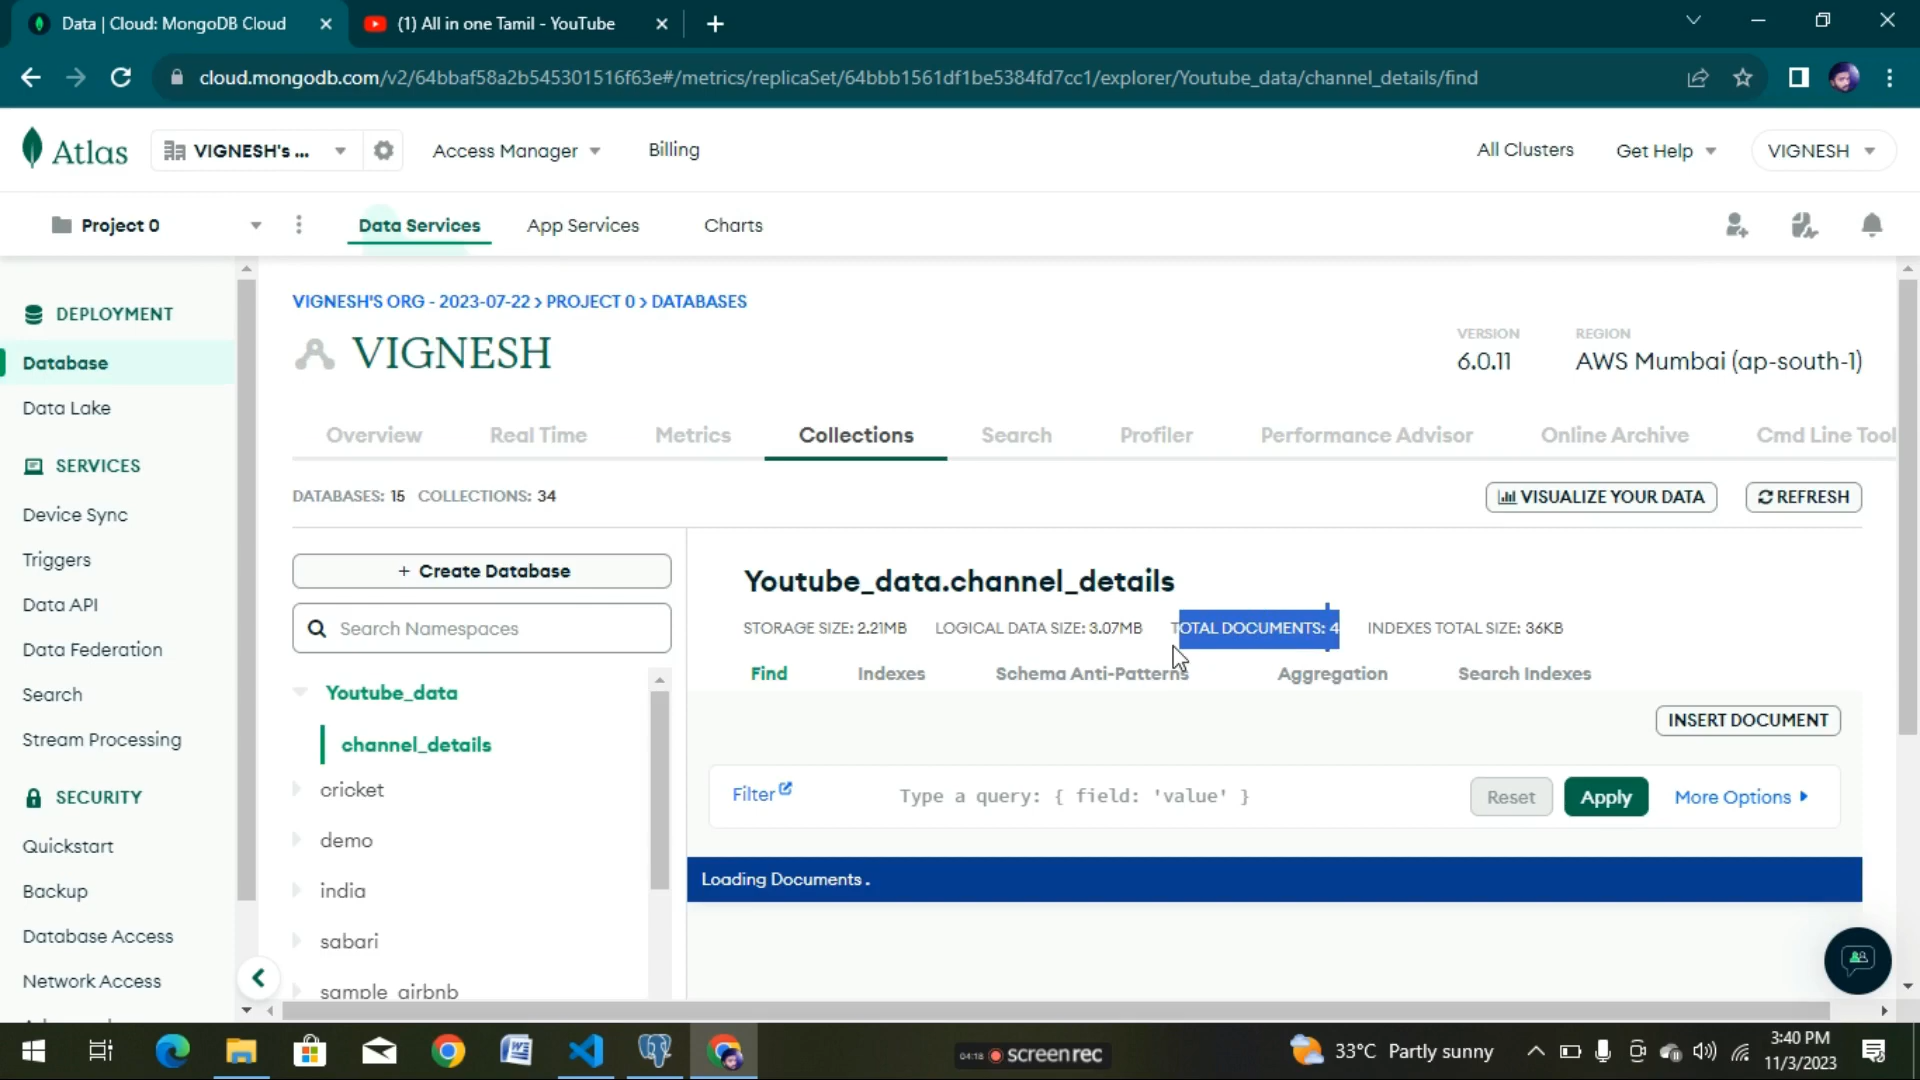 Data | Cloud: MongoDB Cloud
(1) All in one Tamil - YouTube
cloud.mongodb.com/v2/64bbaf58a2b545301516f63e#/metrics/replicaSet/64bbb1561df1be5384fd7cc1/explorer/Youtube_data/channel_details/find
Atlas
VIGNESH's ...
Access Manager
Billing
All Clusters
Get Help
VIGNESH
Project 0
Data Services
App Services
Charts
DEPLOYMENT
Database
Data Lake
SERVICES
Device Sync
Triggers
Data API
Data Federation
Search
Stream Processing
SECURITY
Quickstart
Backup
Database Access
Network Access
VIGNESH'S ORG - 2023-07-22 > PROJECT 0 > DATABASES
VIGNESH
VERSION
6.0.11
REGION
AWS Mumbai (ap-south-1)
Overview
Real Time
Metrics
Collections
Search
Profiler
Performance Advisor
Online Archive
Cmd Line Tool
DATABASES: 15 COLLECTIONS: 34
VISUALIZE YOUR DATA
REFRESH
+ Create Database
Search Namespaces
Youtube_data
channel_details
cricket
demo
india
sabari
sample_airbnb
Youtube_data.channel_details
STORAGE SIZE: 2.21MB LOGICAL DATA SIZE: 3.07MB TOTAL DOCUMENTS: 4 INDEXES TOTAL SIZE: 36KB
Find
Indexes
Schema Anti-Patterns
Aggregation
Search Indexes
INSERT DOCUMENT
Filter
Type a query: { field: 'value' }
Reset
Apply
More Options
Loading Documents .
04:18 screenrec
33°C Partly sunny
3:40 PM
11/3/2023